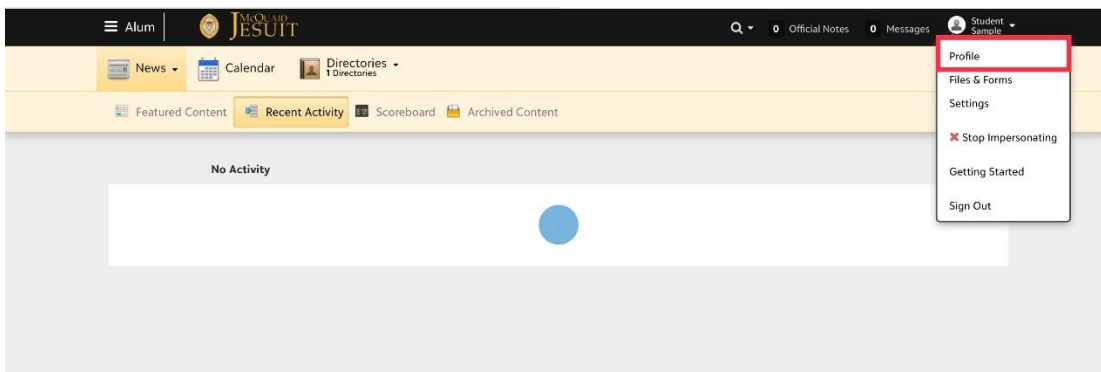 Alum
McQUAID
JESUIT
0 Official Notes
0 Messages
Student
Sample
News
Calendar
Directories
1 Directories
Featured Content
Recent Activity
Scoreboard
Archived Content
Profile
Files & Forms
Settings
Stop Impersonating
Getting Started
Sign Out
No Activity